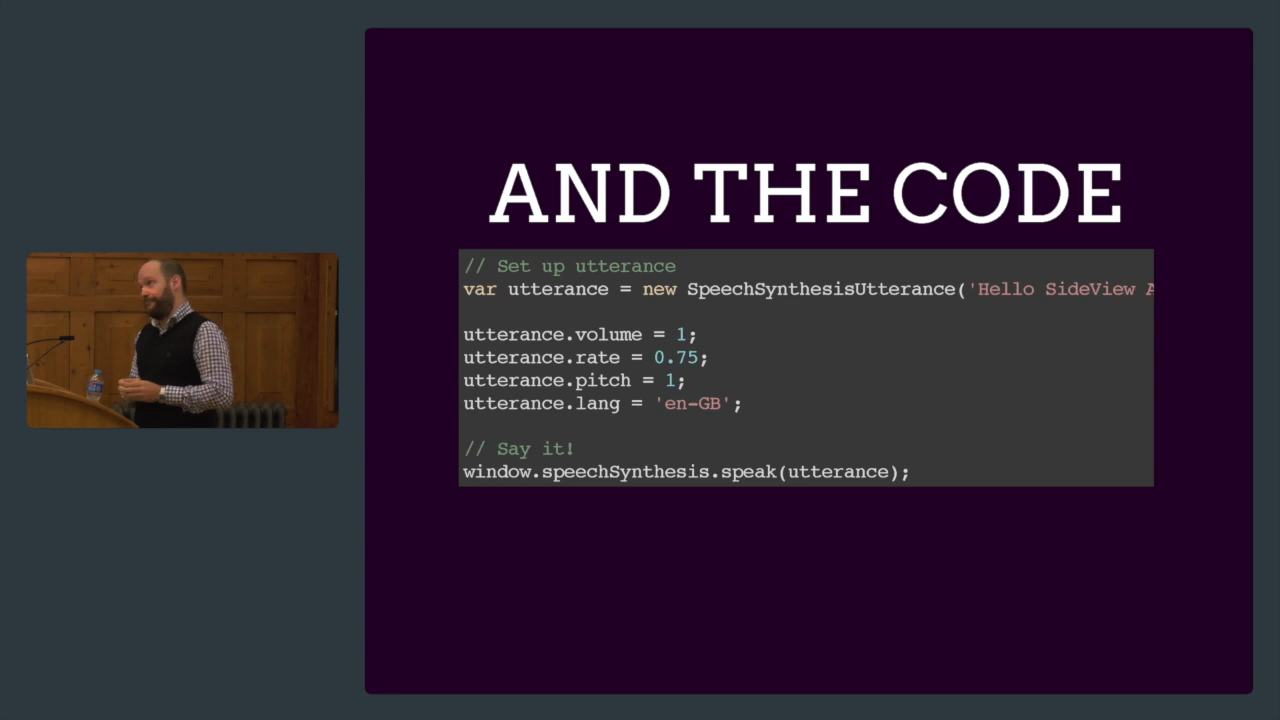 AND THE CODE
// Set up utterance
var utterance = new SpeechSynthesisUtterance('Hello SideView A
utterance.volume = 1;
utterance.rate = 0.75;
utterance.pitch = 1;
utterance.lang = 'en-GB';
// Say it!
window.speechSynthesis.speak(utterance);